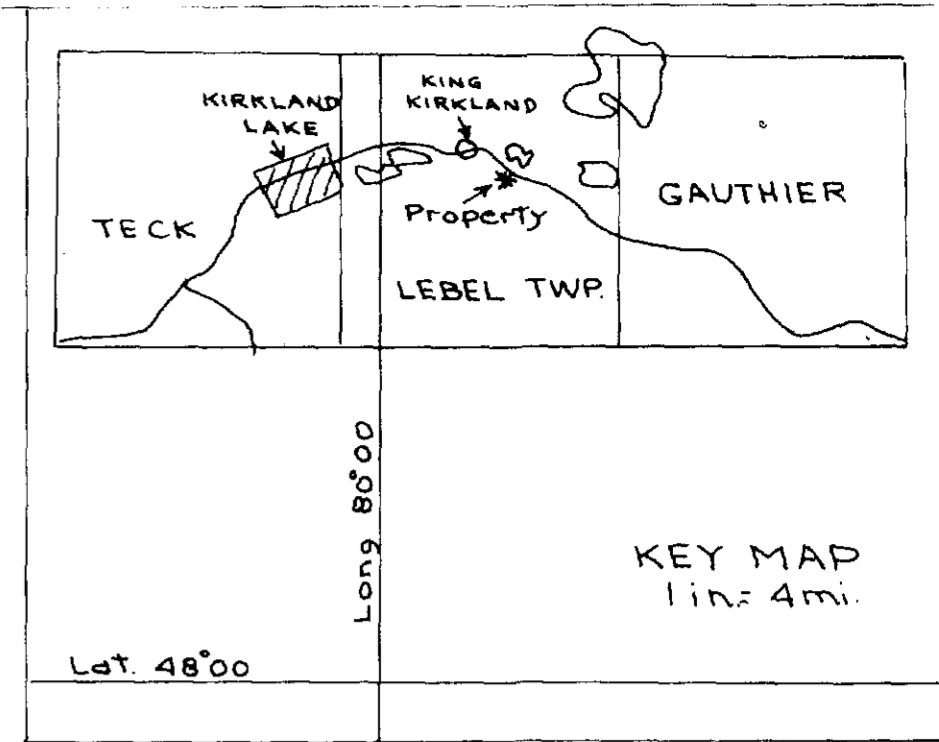 KING
KIRKLAND
KIRKLAND
LAKE
TECK
Property
GAUTHIER
LEBEL TWP.
Long 80°00
KEY MAP
1 in.= 4 mi.
Lat. 48°00